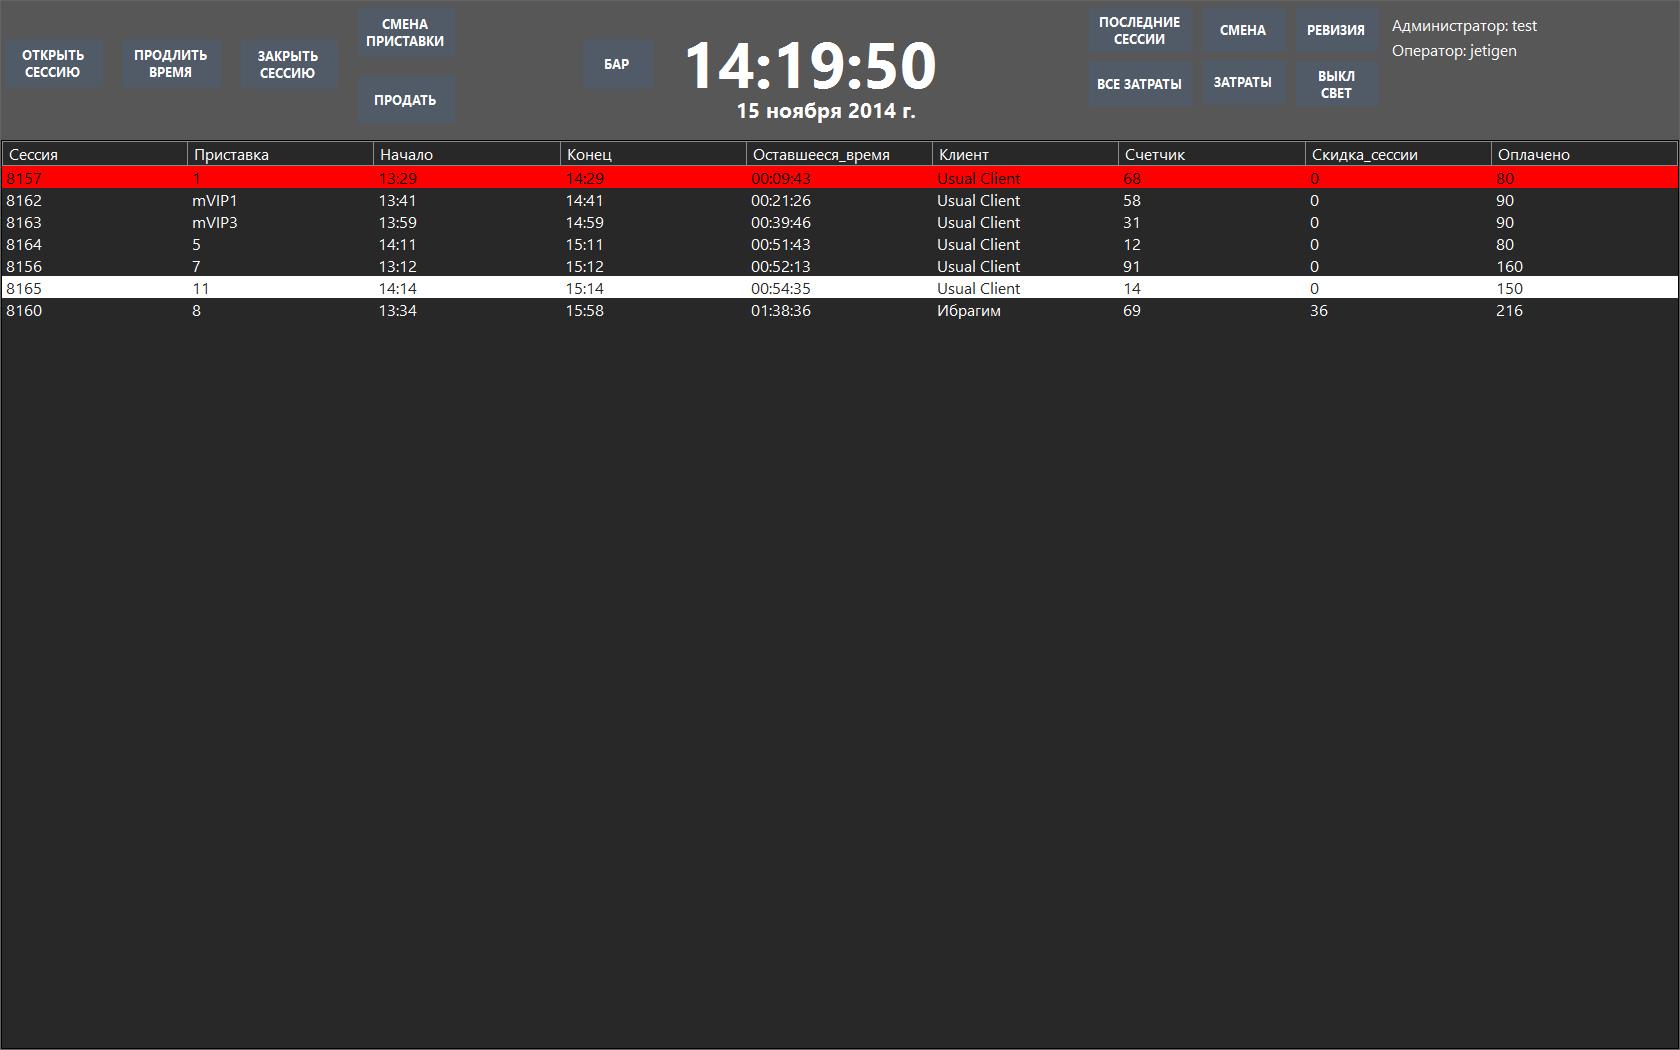 ОТКРЫТЬ
СЕССИЮ
ПРОДЛИТЬ
ВРЕМЯ
ЗАКРЫТЬ
СЕССИЮ
СМЕНА
ПРИСТАВКИ
ПРОДАТЬ
БАР
14:19:50
15 ноября 2014 г.
ПОСЛЕДНИЕ
СЕССИИ
СМЕНА
РЕВИЗИЯ
ВСЕ ЗАТРАТЫ
ЗАТРАТЫ
ВЫКЛ
СВЕТ
Администратор: test
Оператор: jetigen
Сессия Приставка Начало Конец Оставшееся_время Клиент Счетчик Скидка_сессии Оплачено
8157 1 13:29 14:29 00:09:43 Usual Client 68 0 80
8162 mVIP1 13:41 14:41 00:21:26 Usual Client 58 0 90
8163 mVIP3 13:59 14:59 00:39:46 Usual Client 31 0 90
8164 5 14:11 15:11 00:51:43 Usual Client 12 0 80
8156 7 13:12 15:12 00:52:13 Usual Client 91 0 160
8165 11 14:14 15:14 00:54:35 Usual Client 14 0 150
8160 8 13:34 15:58 01:38:36 Ибрагим 69 36 216